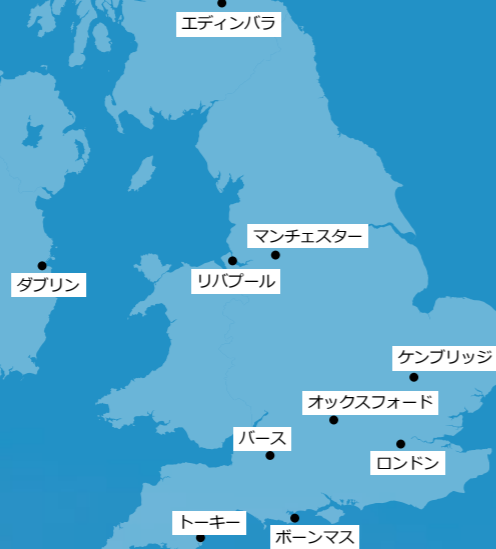 エディンバラ
マンチェスター
リバプール
ダブリン
ケンブリッジ
オックスフォード
バース
ロンドン
トーキー
ボーンマス